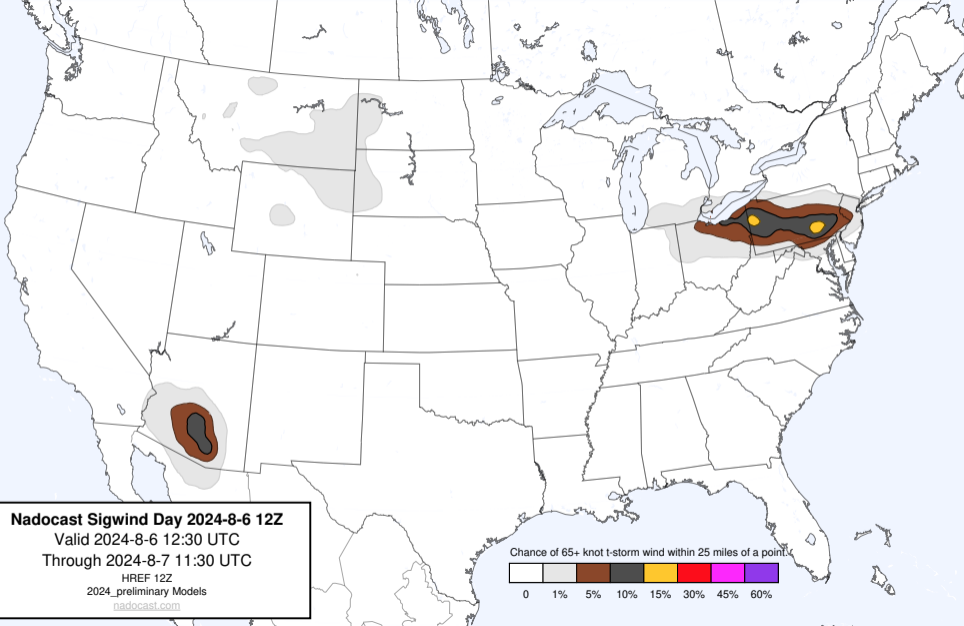 Nadocast Sigwind Day 2024-8-6 12Z
Valid 2024-8-6 12:30 UTC
Through 2024-8-7 11:30 UTC
HREF 12Z
2024_preliminary Models
nadocast.com
Chance of 65+ knot t-storm wind within 25 miles of a point.
0 1% 5% 10% 15% 30% 45% 60%